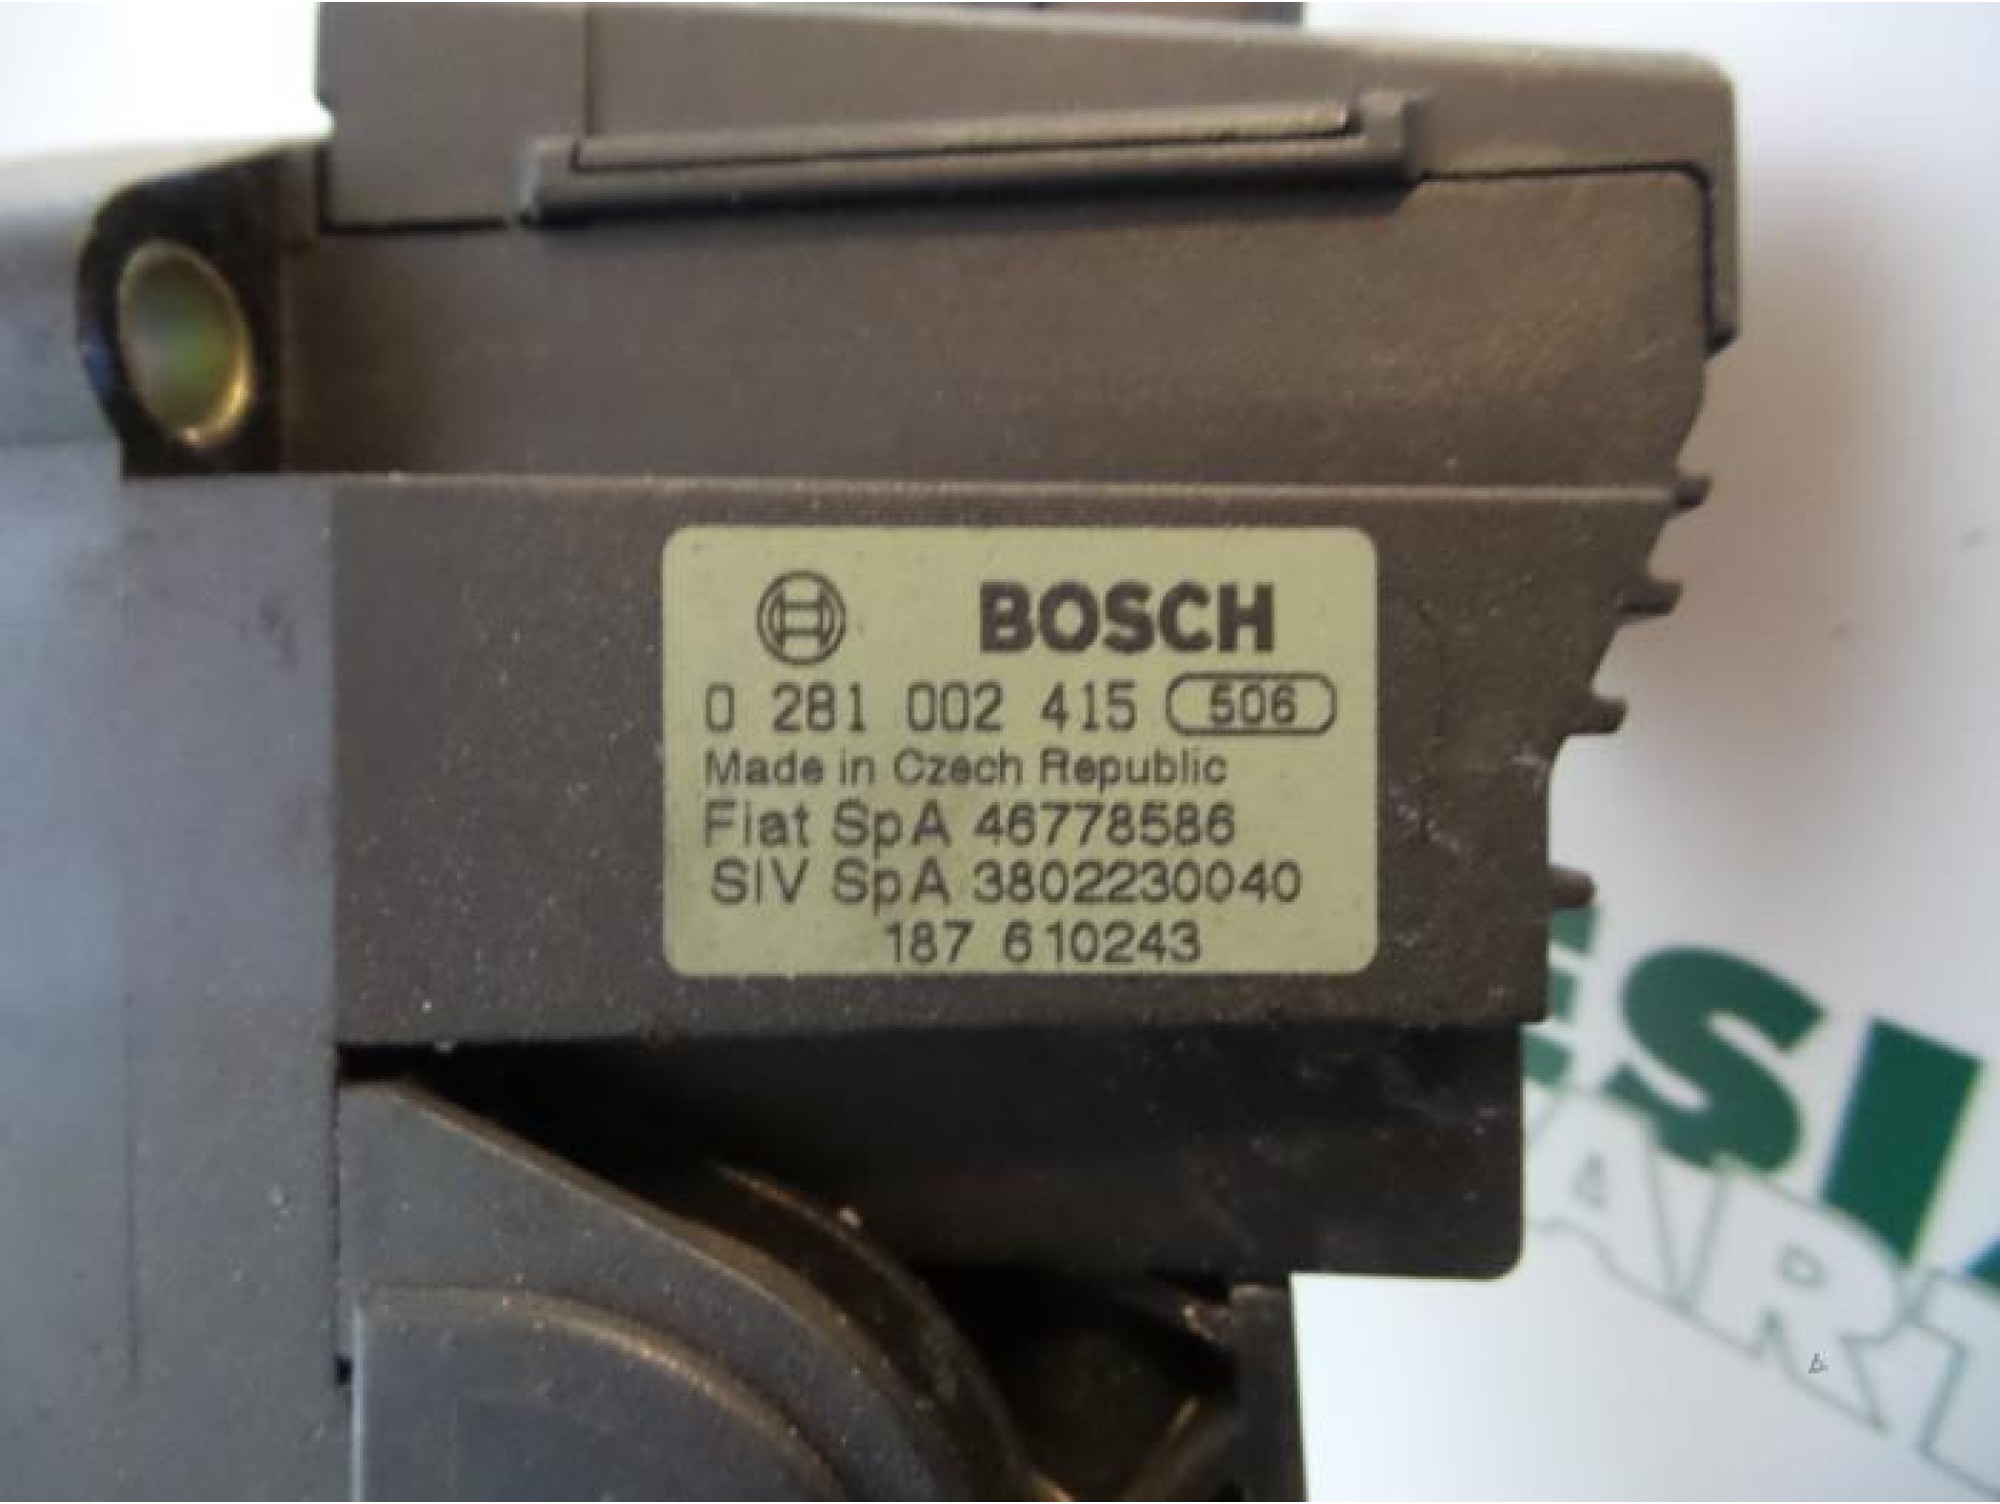 BOSCH
0 281 002 415 506
Made in Czech Republic
Fiat SpA 46778586
SIV SpA 3802230040
187 610243